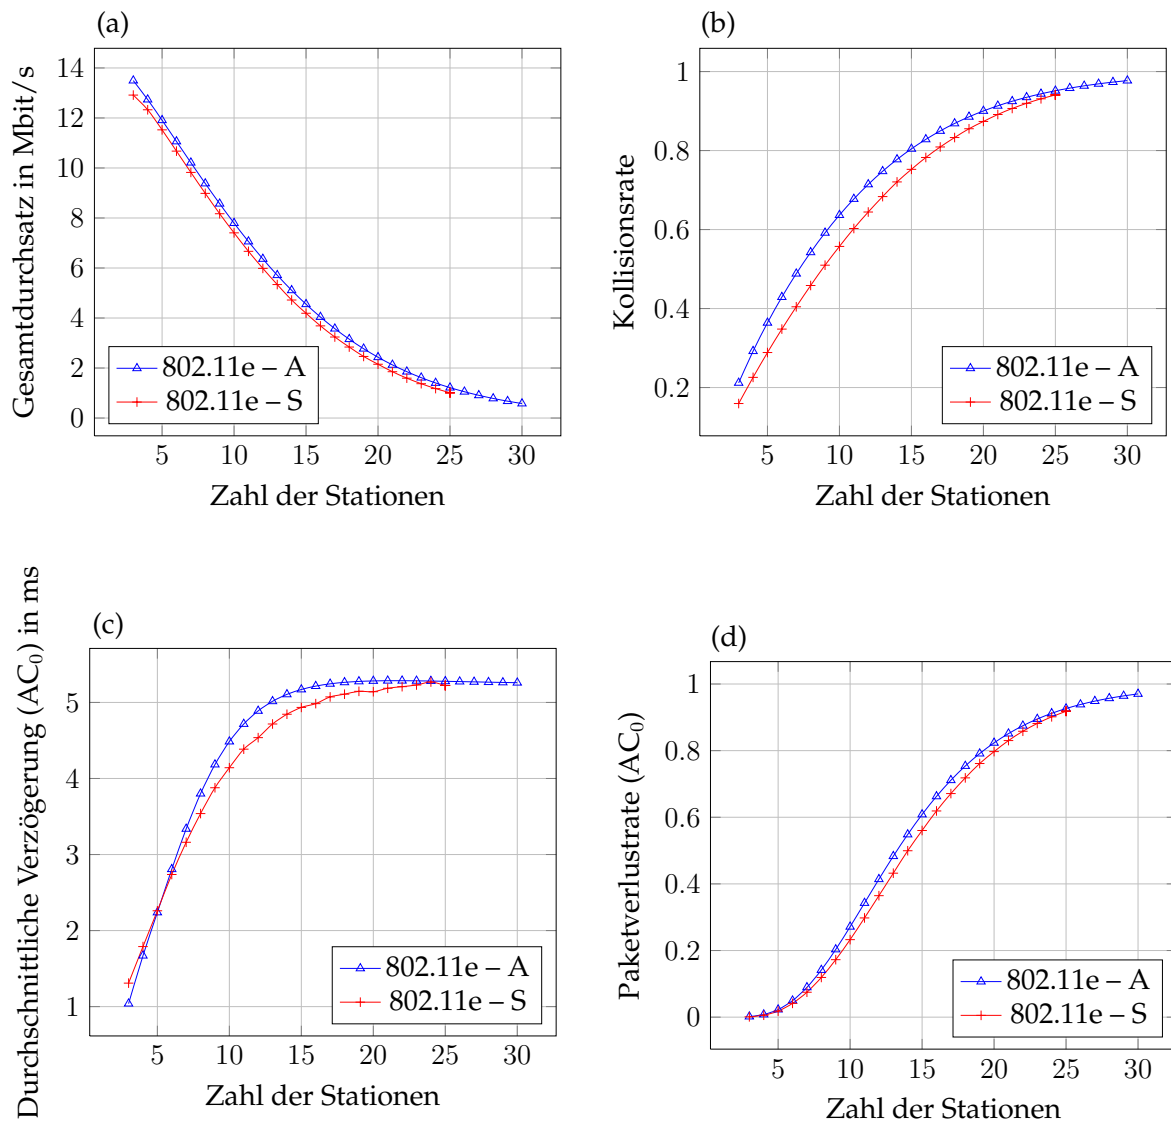 (a)
Gesamtdurchsatz in Mbit/s
14
12
10
8
6
4
2
0
802.11e – A
802.11e – S
5 10 15 20 25 30
Zahl der Stationen
(b)
Kollisionsrate
1
0.8
0.6
0.4
0.2
802.11e – A
802.11e – S
5 10 15 20 25 30
Zahl der Stationen
(c)
Durchschnittliche Verzögerung (AC₀) in ms
5
4
3
2
1
802.11e – A
802.11e – S
5 10 15 20 25 30
Zahl der Stationen
(d)
Paketverlustrate (AC₀)
1
0.8
0.6
0.4
0.2
0
802.11e – A
802.11e – S
5 10 15 20 25 30
Zahl der Stationen